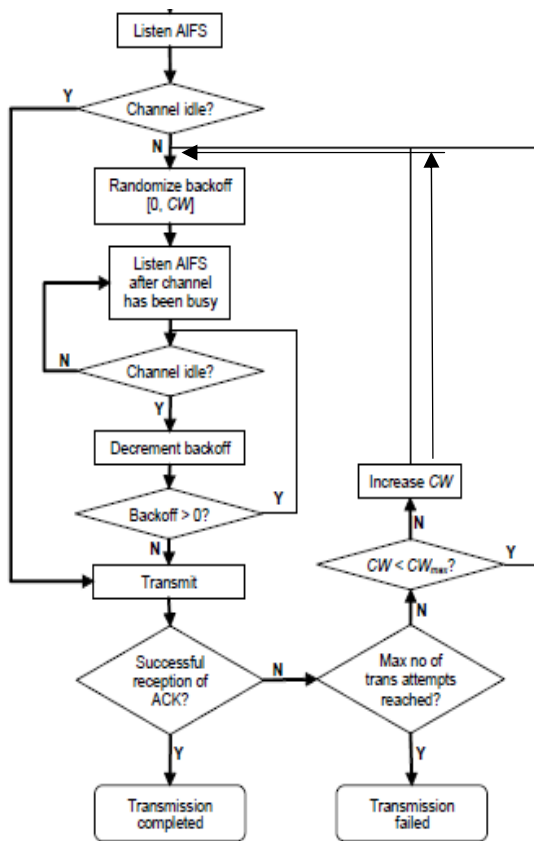 Listen AIFS
Y
Channel idle?
N
Randomize backoff
[0, CW]
Listen AIFS
after channel
has been busy
N
Channel idle?
Y
Decrement backoff
Backoff > 0?
Y
N
Transmit
Successful
reception of
ACK?
N
Y
Transmission
completed
Increase CW
N
CW < CWmax?
Y
N
Max no of
trans attempts
reached?
Y
Transmission
failed